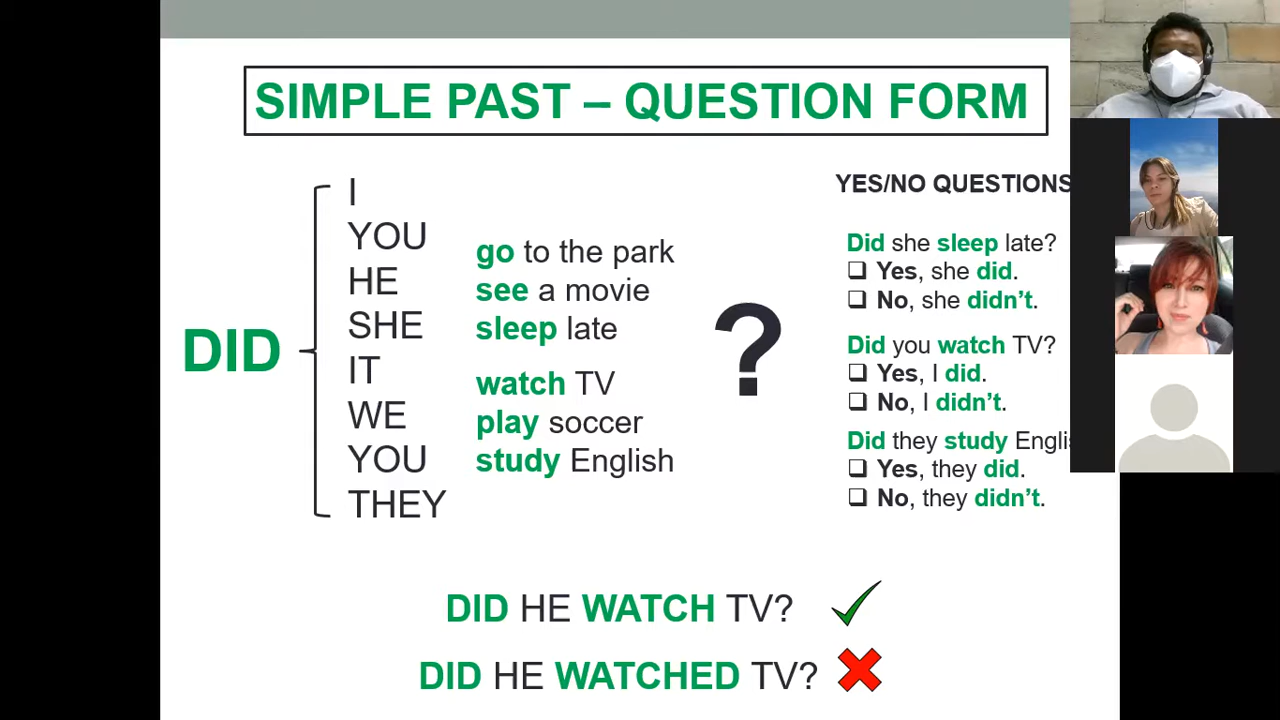 SIMPLE PAST – QUESTION FORM
DID
I
YOU
HE
SHE
IT
WE
YOU
THEY
go to the park
see a movie
sleep late
watch TV
play soccer
study English
?
YES/NO QUESTIONS
Did she sleep late?
❑ Yes, she did.
❑ No, she didn’t.
Did you watch TV?
❑ Yes, I did.
❑ No, I didn’t.
Did they study Engli
❑ Yes, they did.
❑ No, they didn’t.
DID HE WATCH TV?
DID HE WATCHED TV?